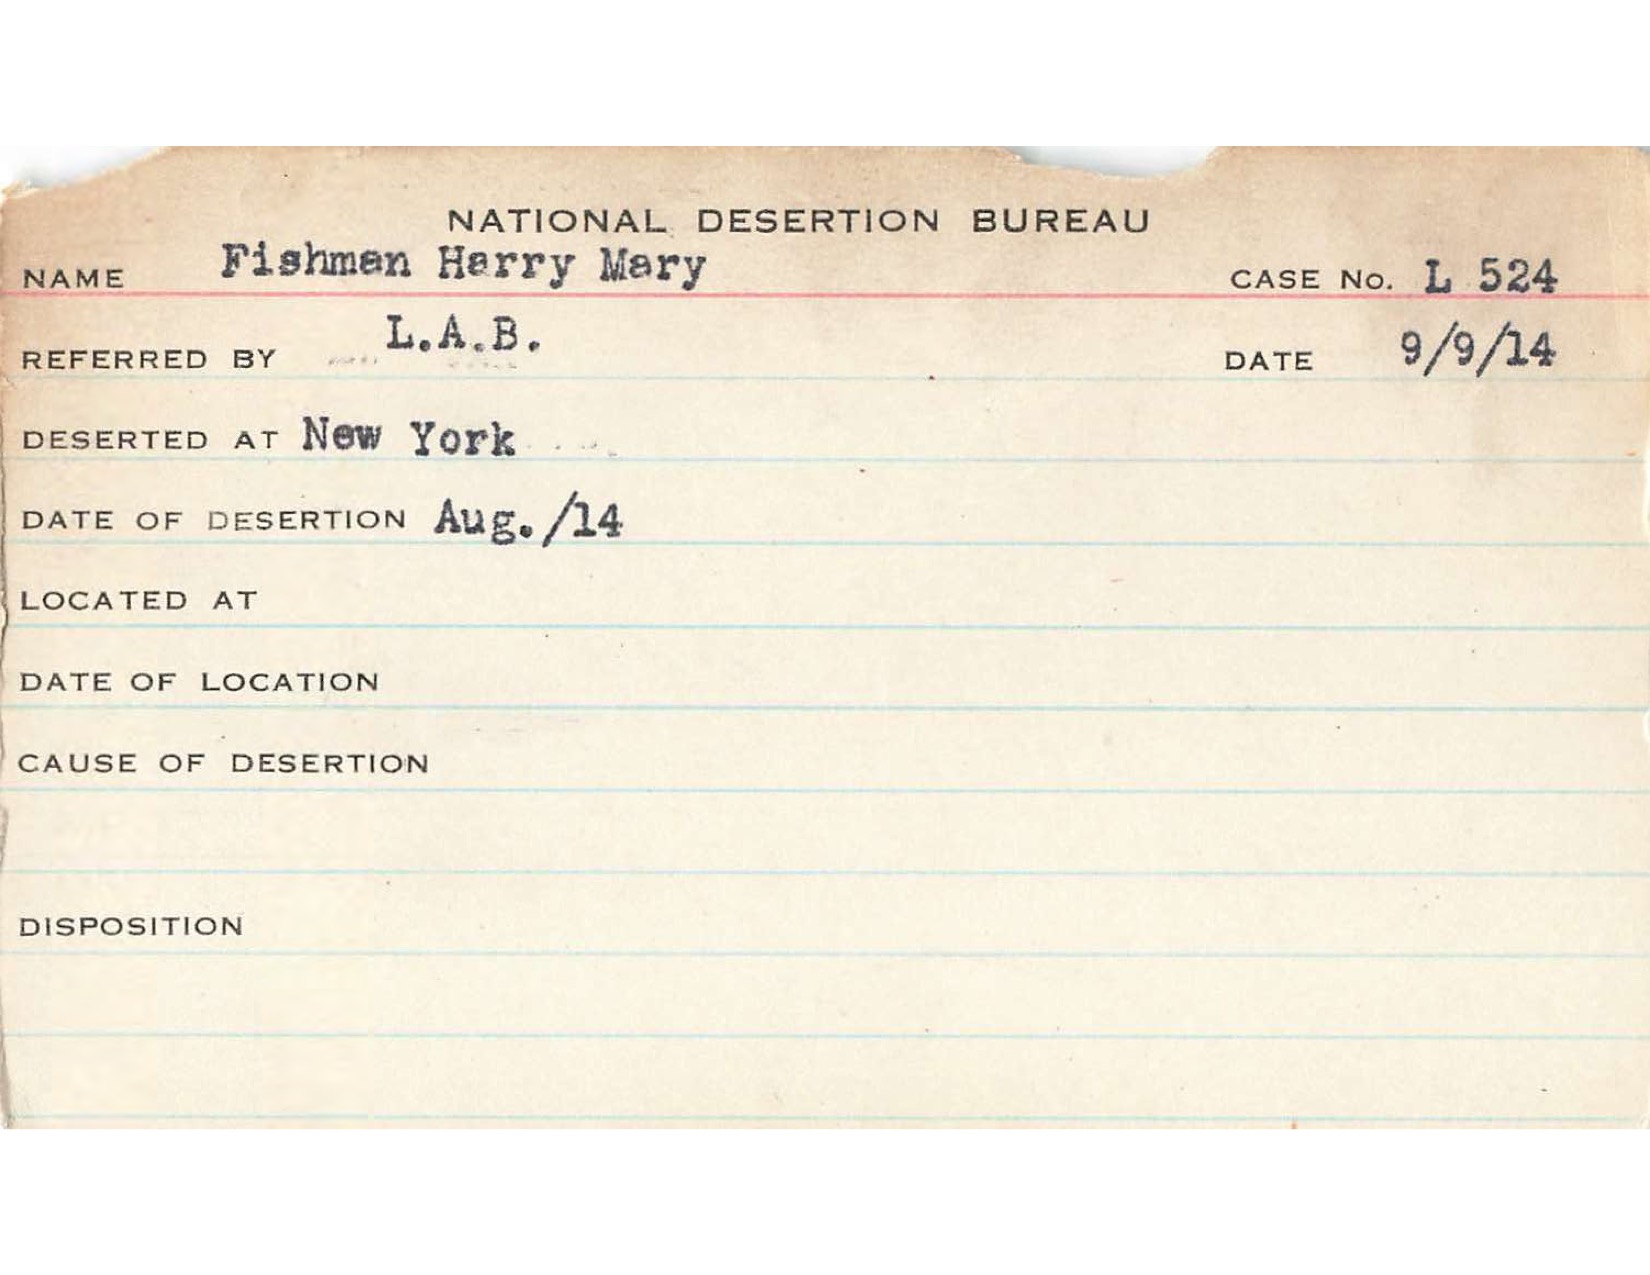 NATIONAL DESERTION BUREAU
NAME Fishman Harry Mary CASE No. L 524
REFERRED BY L.A.B. DATE 9/9/14
DESERTED AT New York
DATE OF DESERTION Aug./14
LOCATED AT
DATE OF LOCATION
CAUSE OF DESERTION
DISPOSITION